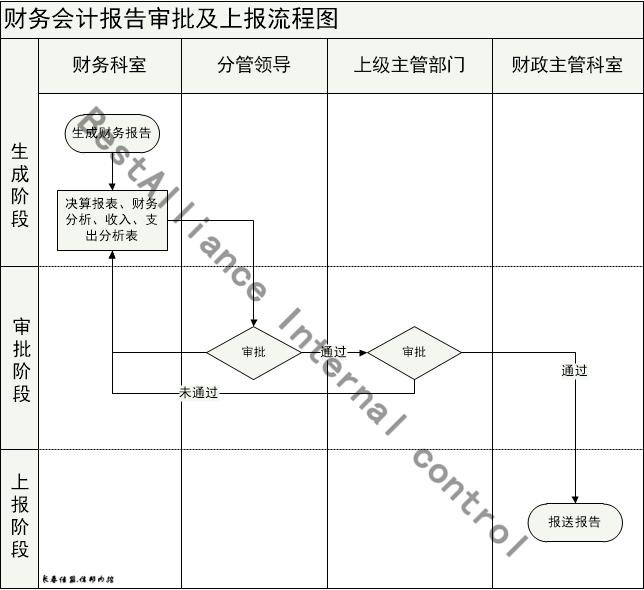 财务会计报告审批及上报流程图
财务科室
分管领导
上级主管部门
财政主管科室
生成阶段
生成财务报告
决算报表、财务
分析、收入、支
出分析表
审批阶段
审批
通过
审批
通过
未通过
上报阶段
报送报告
BestAlliance Internal control